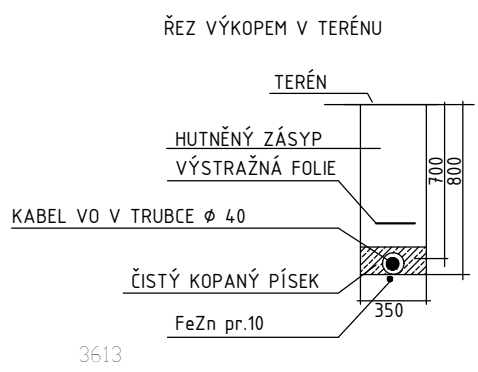 ŘEZ VÝKOPEM V TERÉNU
TERÉN
HUTNĚNÝ ZÁSYP
VÝSTRAŽNÁ FOLIE
700
800
KABEL VO V TRUBCE Ø 40
ČISTÝ KOPANÝ PÍSEK
350
FeZn pr.10
3613